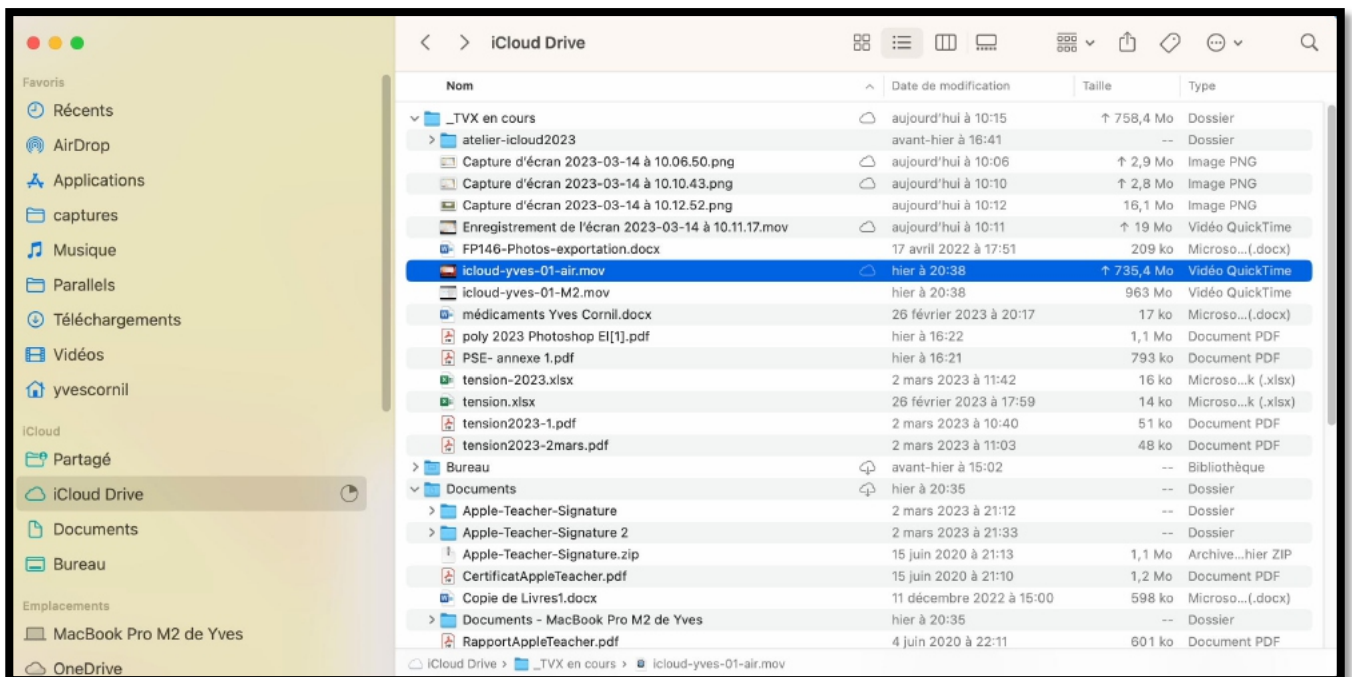 iCloud Drive
Favoris
Récents
AirDrop
Applications
captures
Musique
Parallels
Téléchargements
Vidéos
yvescornil
iCloud
Partagé
iCloud Drive
Documents
Bureau
Emplacements
MacBook Pro M2 de Yves
OneDrive
Nom Date de modification Taille Type
_TVX en cours aujourd'hui à 10:15 ↑ 758,4 Mo Dossier
atelier-icloud2023 avant-hier à 16:41 -- Dossier
Capture d'écran 2023-03-14 à 10.06.50.png aujourd'hui à 10:06 ↑ 2,9 Mo Image PNG
Capture d'écran 2023-03-14 à 10.10.43.png aujourd'hui à 10:10 ↑ 2,8 Mo Image PNG
Capture d'écran 2023-03-14 à 10.12.52.png aujourd'hui à 10:12 16,1 Mo Image PNG
Enregistrement de l'écran 2023-03-14 à 10.11.17.mov aujourd'hui à 10:11 ↑ 19 Mo Vidéo QuickTime
FP146-Photos-exportation.docx 17 avril 2022 à 17:51 209 ko Microso...(.docx)
icloud-yves-01-air.mov hier à 20:38 ↑ 735,4 Mo Vidéo QuickTime
icloud-yves-01-M2.mov hier à 20:38 963 Mo Vidéo QuickTime
médicaments Yves Cornil.docx 26 février 2023 à 20:17 17 ko Microso...(.docx)
poly 2023 Photoshop El[1].pdf hier à 16:22 1,1 Mo Document PDF
PSE- annexe 1.pdf hier à 16:21 793 ko Document PDF
tension-2023.xlsx 2 mars 2023 à 11:42 16 ko Microso...k (.xlsx)
tension.xlsx 26 février 2023 à 17:59 14 ko Microso...k (.xlsx)
tension2023-1.pdf 2 mars 2023 à 10:40 51 ko Document PDF
tension2023-2mars.pdf 2 mars 2023 à 11:03 48 ko Document PDF
Bureau avant-hier à 15:02 -- Bibliothèque
Documents hier à 20:35 -- Dossier
Apple-Teacher-Signature 2 mars 2023 à 21:12 -- Dossier
Apple-Teacher-Signature 2 2 mars 2023 à 21:33 -- Dossier
Apple-Teacher-Signature.zip 15 juin 2020 à 21:13 1,1 Mo Archive...hier ZIP
CertificatAppleTeacher.pdf 15 juin 2020 à 21:10 1,2 Mo Document PDF
Copie de Livres1.docx 11 décembre 2022 à 15:00 598 ko Microso...(.docx)
Documents - MacBook Pro M2 de Yves hier à 20:35 -- Dossier
RapportAppleTeacher.pdf 4 juin 2020 à 22:11 601 ko Document PDF
iCloud Drive › _TVX en cours › icloud-yves-01-air.mov